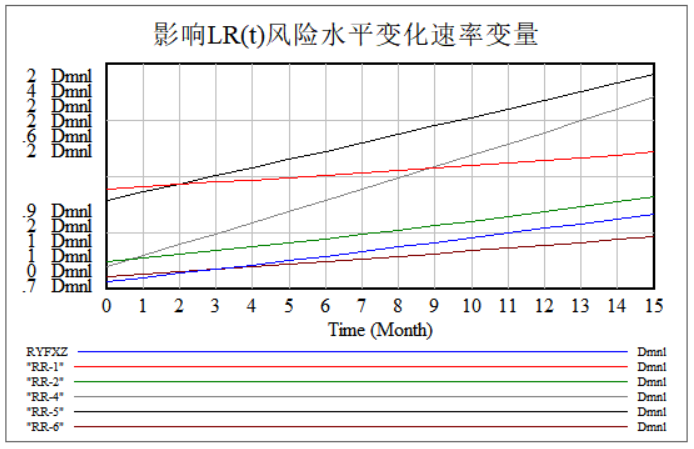 影响LR(t)风险水平变化速率变量
2 Dmnl
4 Dmnl
2 Dmnl
2 Dmnl
.6 Dmnl
2 Dmnl
.9 Dmnl
.2 Dmnl
1 Dmnl
1 Dmnl
0 Dmnl
.7 Dmnl
0 1 2 3 4 5 6 7 8 9 10 11 12 13 14 15
Time (Month)
RYFXZ Dmnl
"RR-1" Dmnl
"RR-2" Dmnl
"RR-4" Dmnl
"RR-5" Dmnl
"RR-6" Dmnl